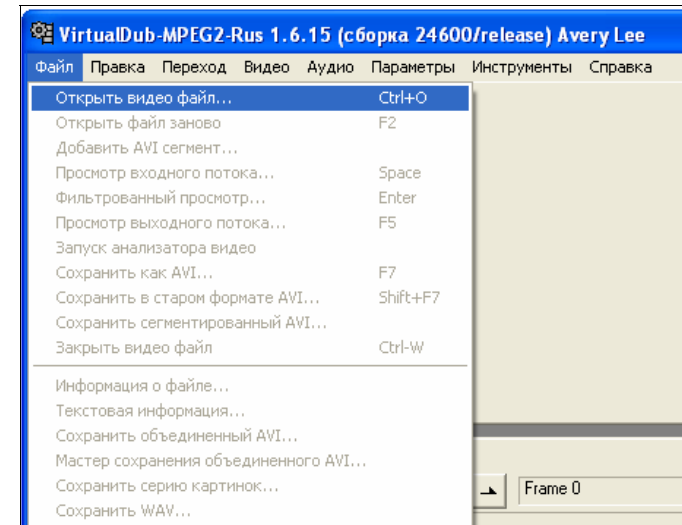 VirtualDub-MPEG2-Rus 1.6.15 (сборка 24600/release) Avery Lee
Файл Правка Переход Видео Аудио Параметры Инструменты Справка
Открыть видео файл... Ctrl+O
Открыть файл заново F2
Добавить AVI сегмент...
Просмотр входного потока... Space
Фильтрованный просмотр... Enter
Просмотр выходного потока... F5
Запуск анализатора видео
Сохранить как AVI... F7
Сохранить в старом формате AVI... Shift+F7
Сохранить сегментированный AVI...
Закрыть видео файл Ctrl-W
Информация о файле...
Текстовая информация...
Сохранить объединенный AVI...
Мастер сохранения объединенного AVI...
Сохранить серию картинок... Frame 0
Сохранить WAV...